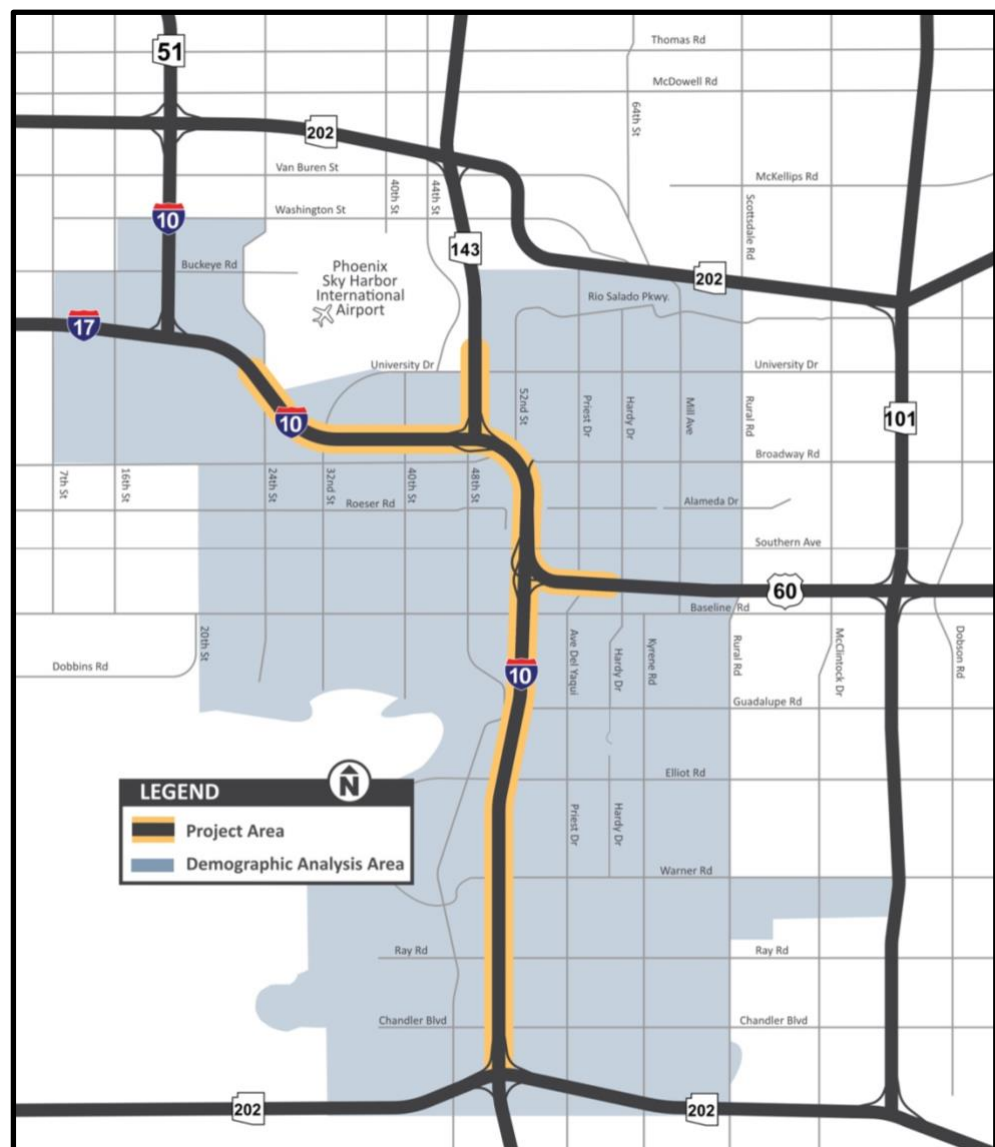 Thomas Rd
51
McDowell Rd
64th St
202
Van Buren St
40th St
44th St
McKellips Rd
Scottsdale Rd
Washington St
10
143
Buckeye Rd
Phoenix
Sky Harbor
International
Airport
202
Rio Salado Pkwy.
17
University Dr
University Dr
52nd St
Priest Dr
Hardy Dr
Mill Ave
Rural Rd
101
10
Broadway Rd
7th St
16th St
24th St
32nd St
40th St
48th St
Roeser Rd
Alameda Dr
Southern Ave
60
Baseline Rd
20th St
Dobbins Rd
Ave Del Yaqui
Hardy Dr
Kyrene Rd
Rural Rd
McClintock Dr
Dobson Rd
10
Guadalupe Rd
Elliot Rd
LEGEND
N
Project Area
Demographic Analysis Area
Priest Dr
Hardy Dr
Warner Rd
Ray Rd
Ray Rd
Chandler Blvd
Chandler Blvd
202
202